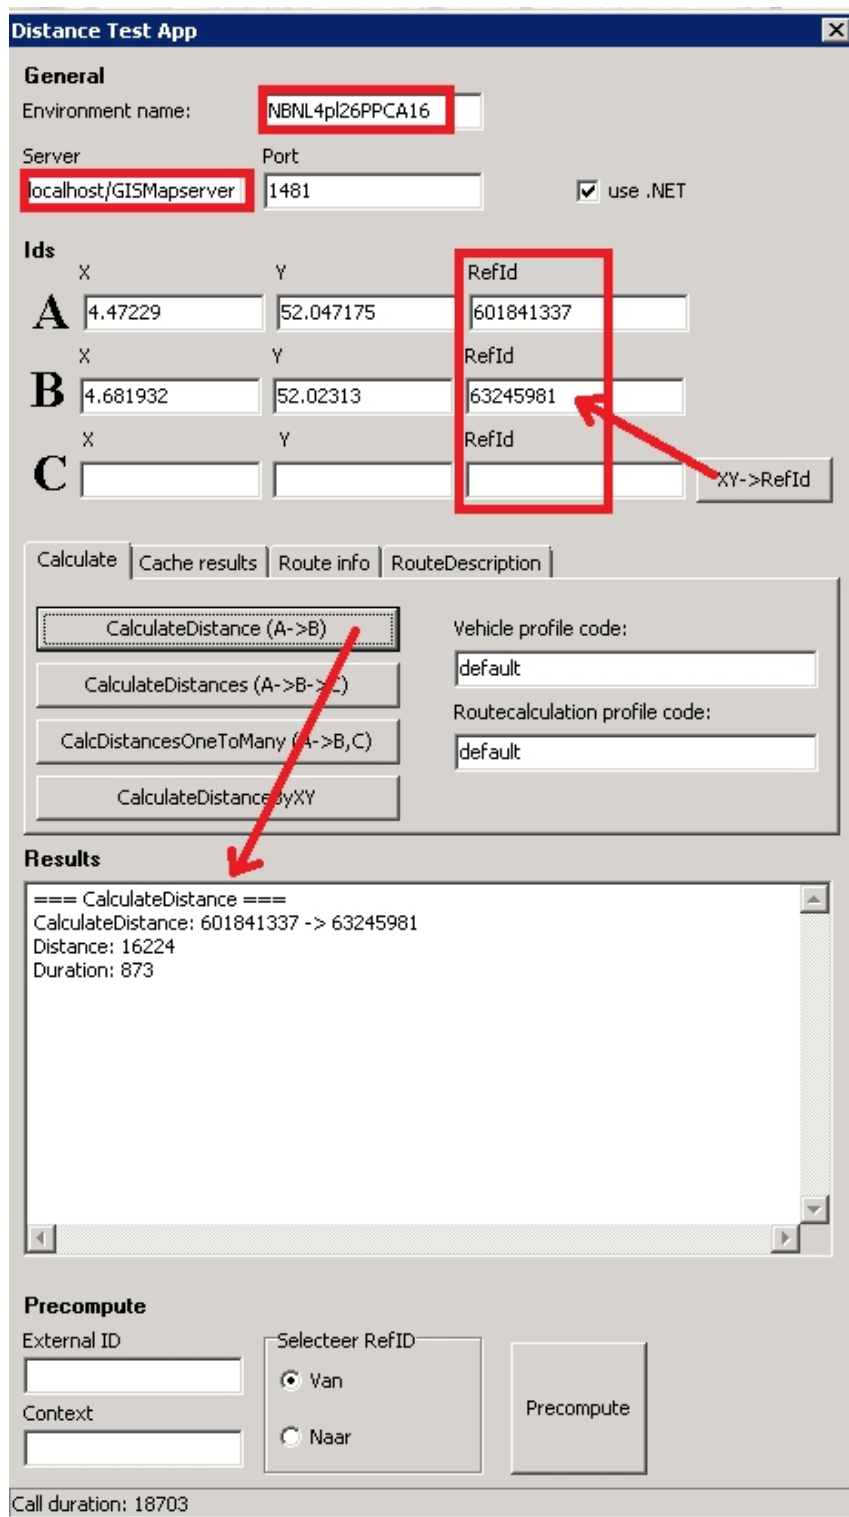 Distance Test App
General
Environment name: NBNL4pl26PPCA16
Server Port
localhost/GISMapserver 1481 use .NET
Ids
X Y RefId
A 4.47229 52.047175 601841337
X Y RefId
B 4.681932 52.02313 63245981
X Y RefId
C XY->RefId
Calculate Cache results Route info RouteDescription
CalculateDistance (A->B) Vehicle profile code:
default
CalculateDistances (A->B->C)
Routecalculation profile code:
CalcDistancesOneToMany (A->B,C) default
CalculateDistanceByXY
Results
=== CalculateDistance ===
CalculateDistance: 601841337 -> 63245981
Distance: 16224
Duration: 873
Precompute
External ID Selecteer RefID
Van
Context Precompute
Naar
Call duration: 18703